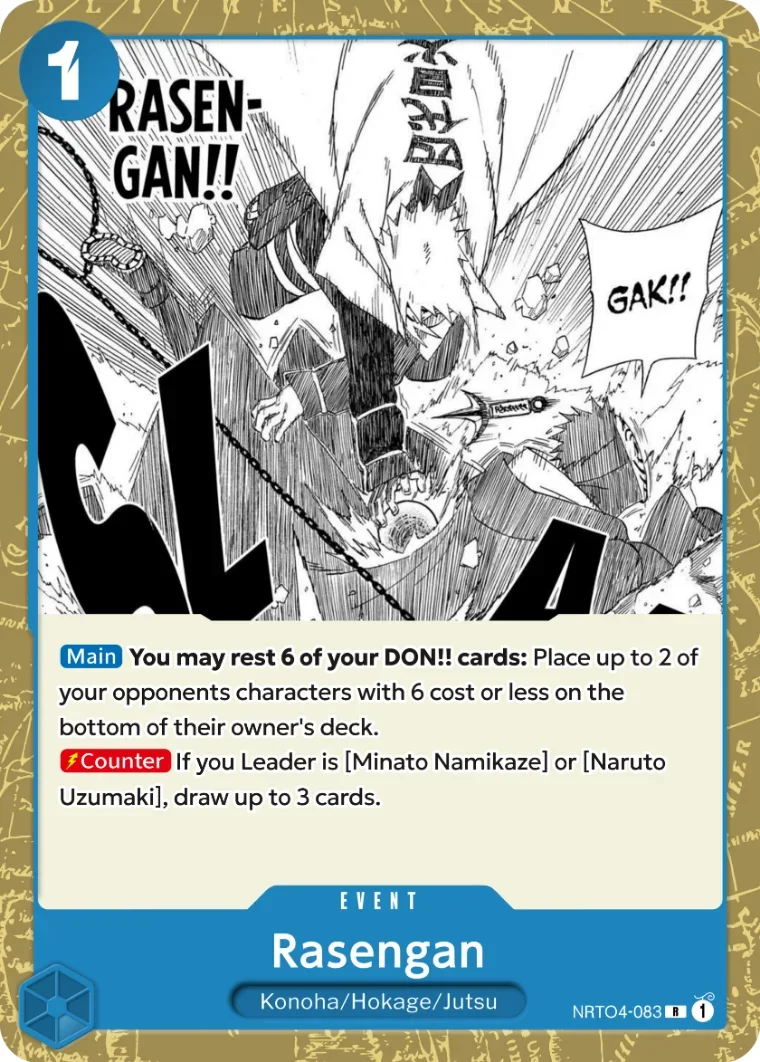 1
RASEN-
GAN!!
GAK!!
SLA
Main You may rest 6 of your DON!! cards: Place up to 2 of
your opponents characters with 6 cost or less on the
bottom of their owner's deck.
Counter If you Leader is [Minato Namikaze] or [Naruto
Uzumaki], draw up to 3 cards.
EVENT
Rasengan
Konoha/Hokage/Jutsu
NRTO4-083 R 1